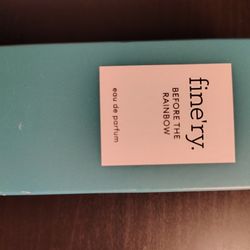 fine'ry.
BEFORE THE
RAINBOW
eau de parfum